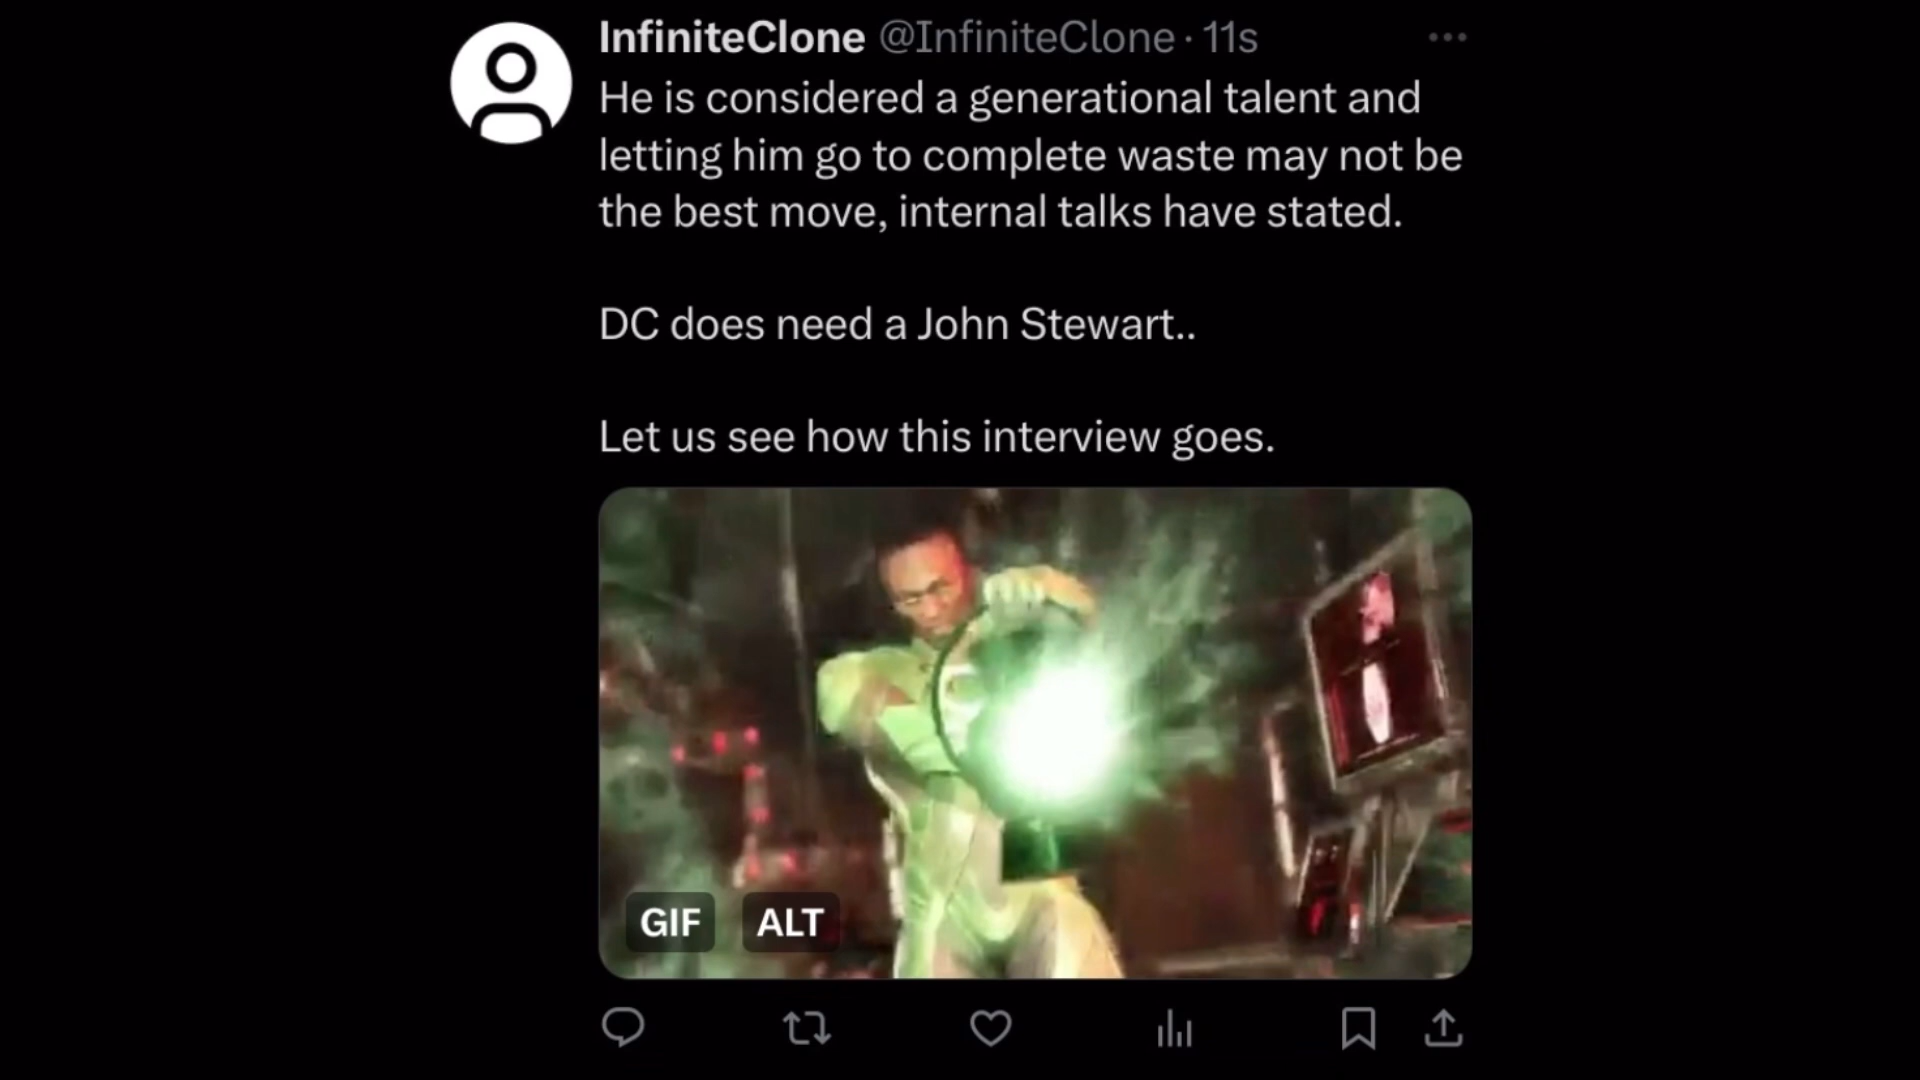 InfiniteClone @InfiniteClone · 11s
He is considered a generational talent and
letting him go to complete waste may not be
the best move, internal talks have stated.
DC does need a John Stewart..
Let us see how this interview goes.
GIF ALT